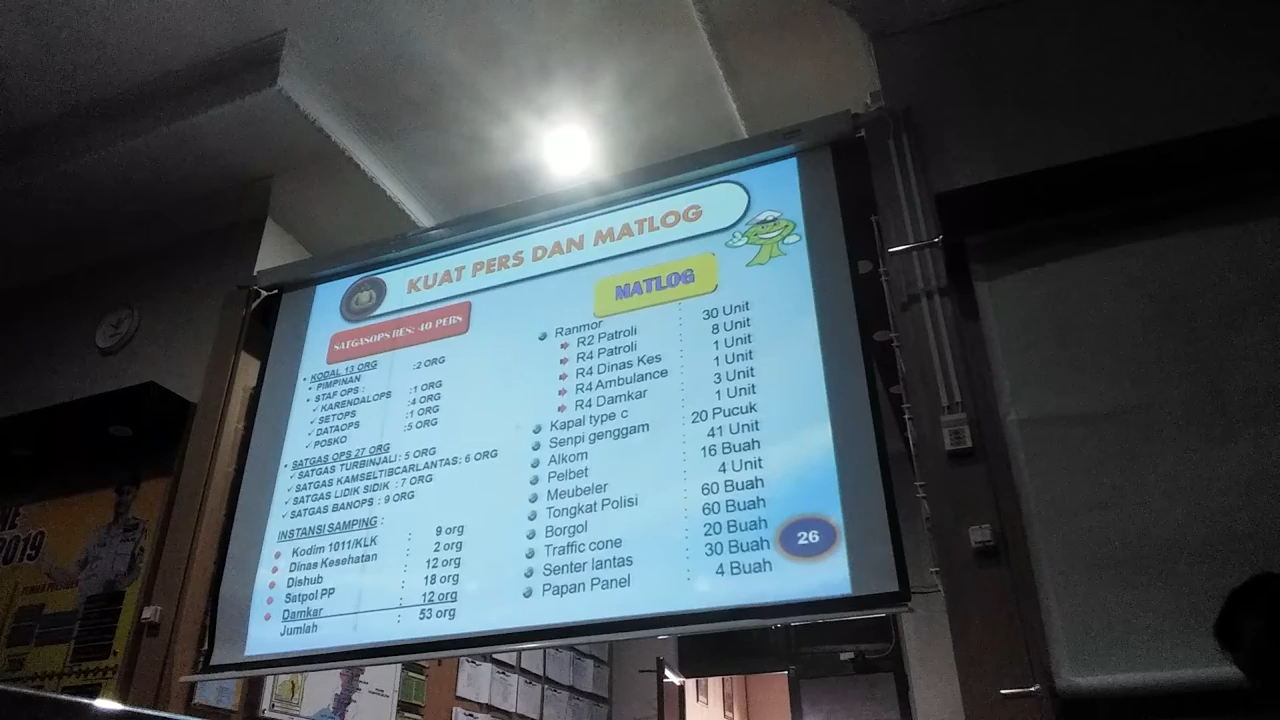 KUAT PERS DAN MATLOG
SATGASOPS RES: 40 PERS
KODAL 13 ORG
PIMPINAN :2 ORG
STAF OPS :
KARENDALOPS :1 ORG
SETOPS :4 ORG
DATAOPS :1 ORG
POSKO :5 ORG
SATGAS OPS 27 ORG
SATGAS TURBINJALI : 5 ORG
SATGAS KAMSELTIBCARLANTAS: 6 ORG
SATGAS LIDIK SIDIK : 7 ORG
SATGAS BANOPS : 9 ORG
INSTANSI SAMPING :
Kodim 1011/KLK : 9 org
Dinas Kesehatan : 2 org
Dishub : 12 org
Satpol PP : 18 org
Damkar : 12 org
Jumlah : 53 org
MATLOG
Ranmor
R2 Patroli : 30 Unit
R4 Patroli : 8 Unit
R4 Dinas Kes : 1 Unit
R4 Ambulance : 1 Unit
R4 Damkar : 3 Unit
Kapal type c : 1 Unit
Senpi genggam : 20 Pucuk
Alkom : 41 Unit
Pelbet : 16 Buah
Meubeler : 4 Unit
Tongkat Polisi : 60 Buah
Borgol : 60 Buah
Traffic cone : 20 Buah
Senter lantas : 30 Buah
Papan Panel : 4 Buah
26
2019